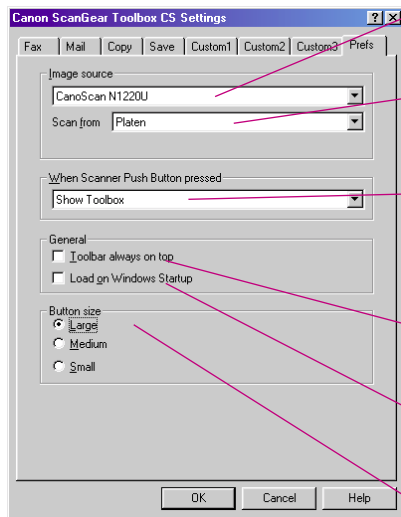 Canon ScanGear Toolbox CS Settings
Fax Mail Copy Save Custom1 Custom2 Custom3 Prefs
Image source
CanoScan N1220U
Scan from Platen
When Scanner Push Button pressed
Show Toolbox
General
Toolbar always on top
Load on Windows Startup
Button size
Large
Medium
Small
OK Cancel Help